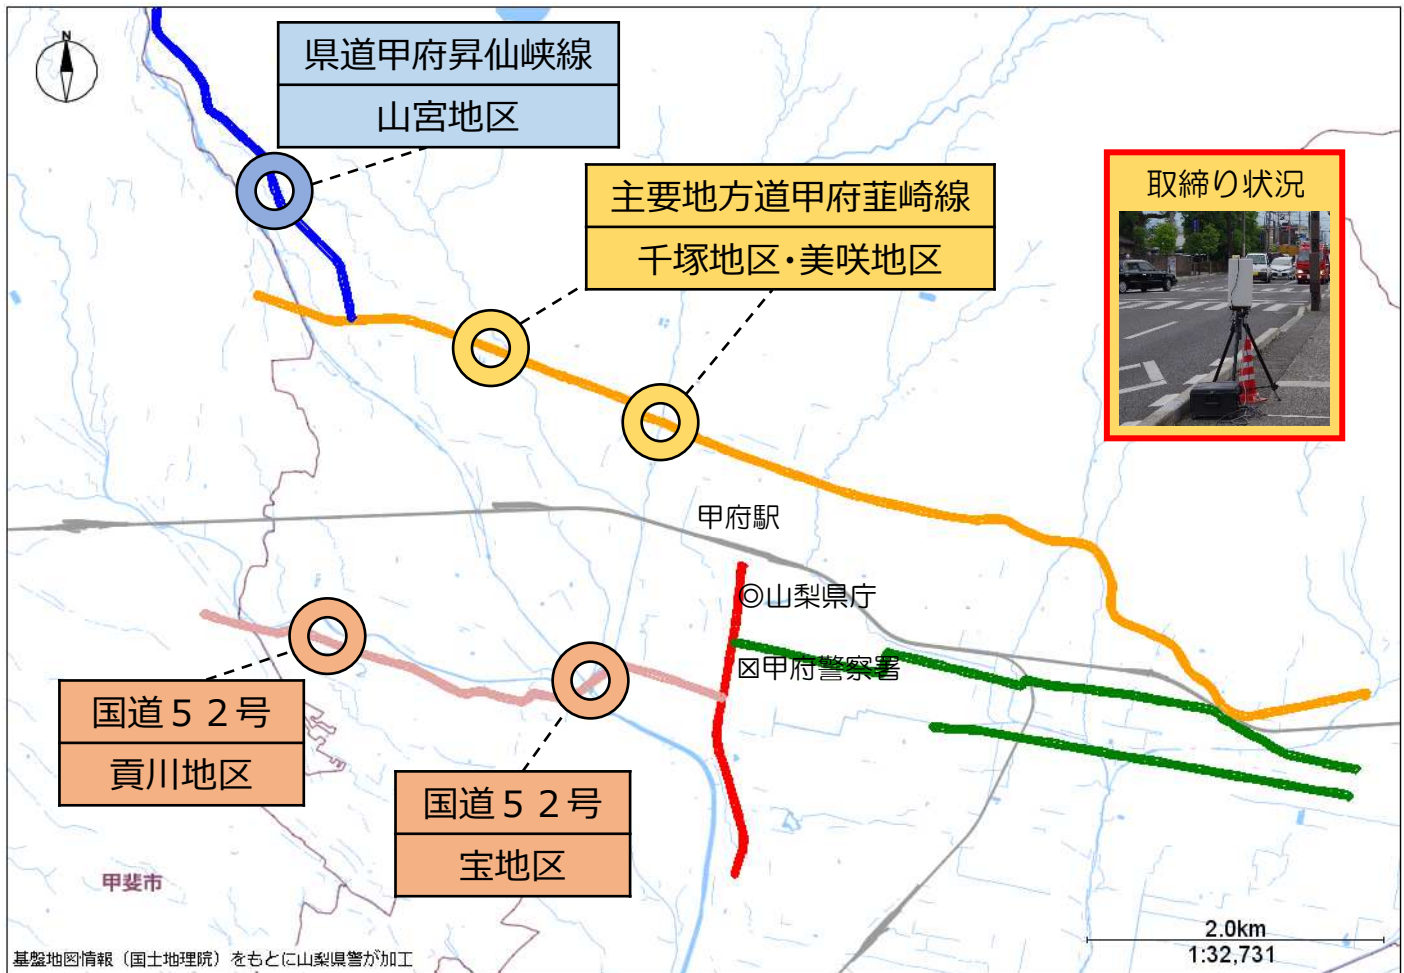 N
県道甲府昇仙峡線
山宮地区
主要地方道甲府韮崎線
千塚地区・美咲地区
取締り状況
甲府駅
◎山梨県庁
甲府警察署
国道５２号
貢川地区
国道５２号
宝地区
甲斐市
2.0km
1:32,731
基盤地図情報（国土地理院）をもとに山梨県警が加工